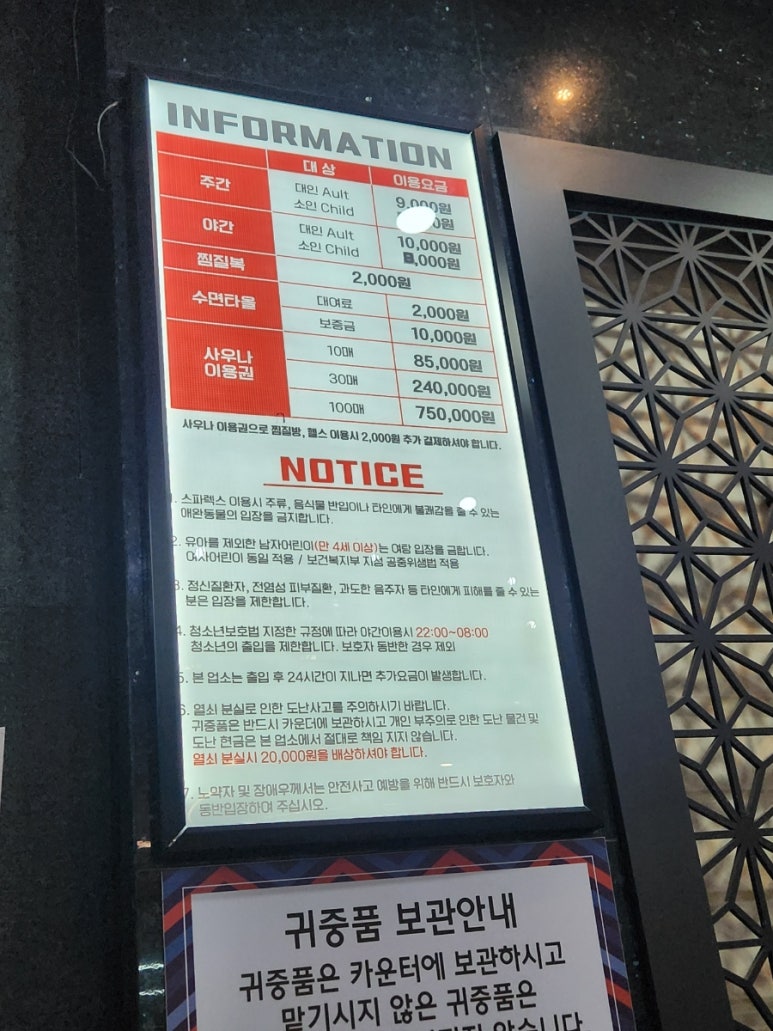 INFORMATION
대상 이용요금
주간 대인 Ault 9,000원
소인 Child
야간 대인 Ault 10,000원
소인 Child ,000원
찜질복 2,000원
수면타올 대여료 2,000원
보증금 10,000원
사우나 이용권 10매 85,000원
30매 240,000원
100매 750,000원
사우나 이용권으로 찜질방, 헬스 이용시 2,000원 추가 결제하셔야 합니다.
NOTICE
1. 스파렉스 이용시 주류, 음식물 반입이나 타인에게 불쾌감을 줄 수 있는
애완동물의 입장을 금지합니다.
2. 유아를 제외한 남자어린이(만 4세 이상)는 여탕 입장을 금합니다.
여자어린이 동일 적용 / 보건복지부 지정 공중위생법 적용
3. 정신질환자, 전염성 피부질환, 과도한 음주자 등 타인에게 피해를 줄 수 있는
분은 입장을 제한합니다.
4. 청소년보호법 지정한 규정에 따라 야간이용시 22:00~08:00
청소년의 출입을 제한합니다. 보호자 동반한 경우 제외
5. 본 업소는 출입 후 24시간이 지나면 추가요금이 발생합니다.
6. 열쇠 분실로 인한 도난사고를 주의하시기 바랍니다.
귀중품은 반드시 카운터에 보관하시고 개인 부주의로 인한 도난 물건 및
도난 현금은 본 업소에서 절대로 책임 지지 않습니다.
열쇠 분실시 20,000원을 배상하셔야 합니다.
7. 노약자 및 장애우께서는 안전사고 예방을 위해 반드시 보호자와
동반입장하여 주십시오.
귀중품 보관안내
귀중품은 카운터에 보관하시고
맡기시지 않은 귀중품은